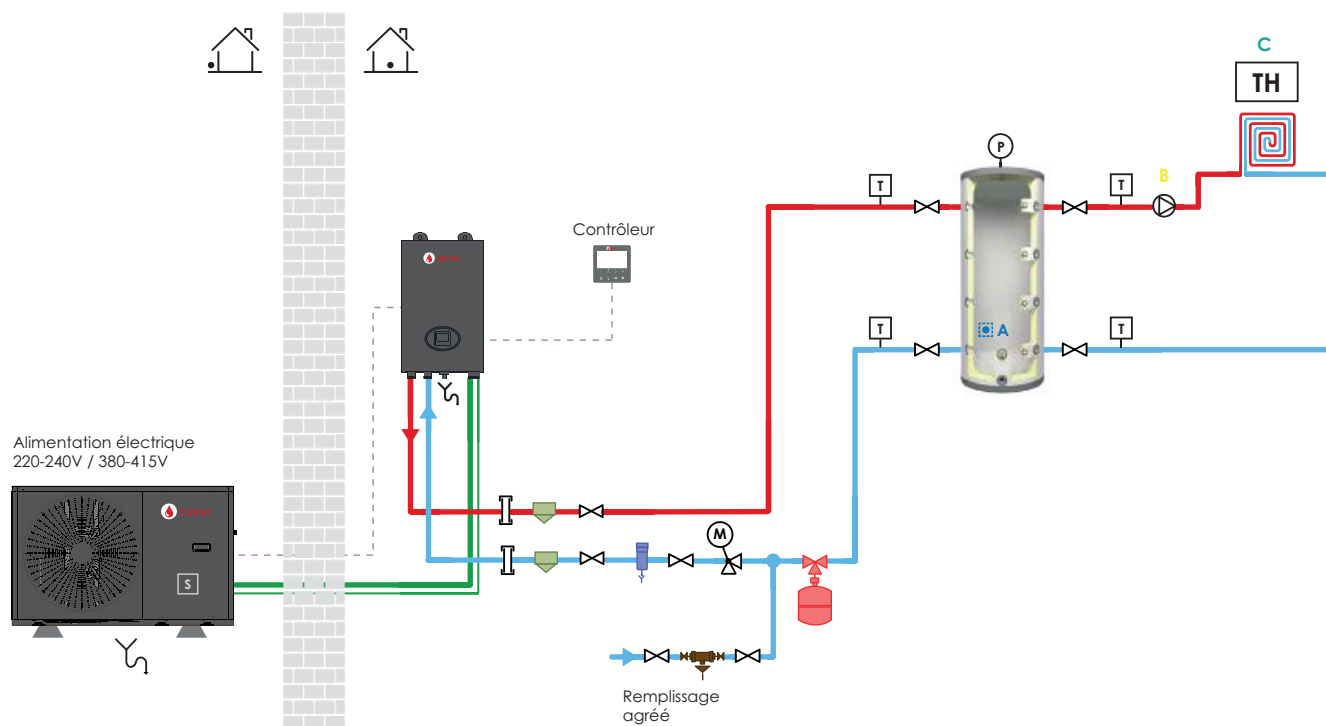 C
TH
P
T
T
B
Contrôleur
T
T
A
Alimentation électrique
220-240V / 380-415V
M
S
Remplissage
agréé